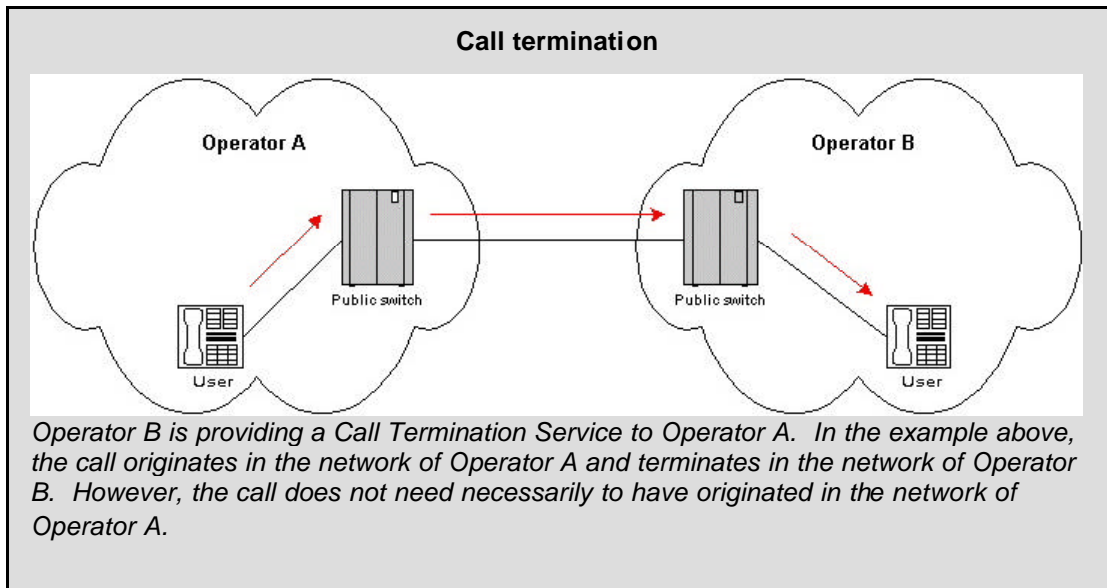 Call termination
Operator A
Operator B
Public switch
Public switch
User
User
Operator B is providing a Call Termination Service to Operator A. In the example above,
the call originates in the network of Operator A and terminates in the network of Operator
B. However, the call does not need necessarily to have originated in the network of
Operator A.